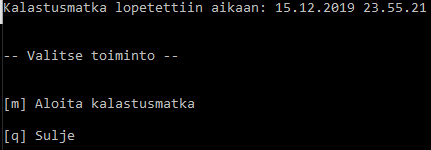 Kalastusmatka lopetettiin aikaan: 15.12.2019 23.55.21
-- Valitse toiminto --
[m] Aloita kalastusmatka
[q] Sulje